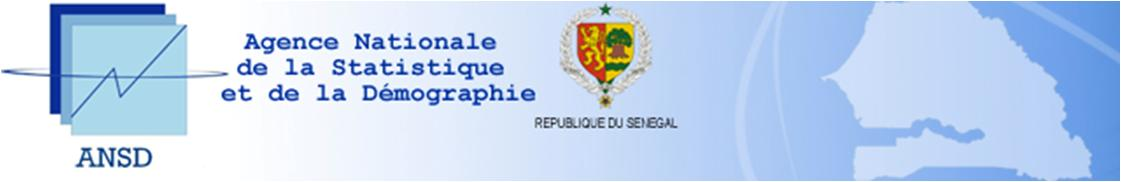 Agence Nationale
de la Statistique
et de la Démographie
ANSD
REPUBLIQUE DU SENEGAL